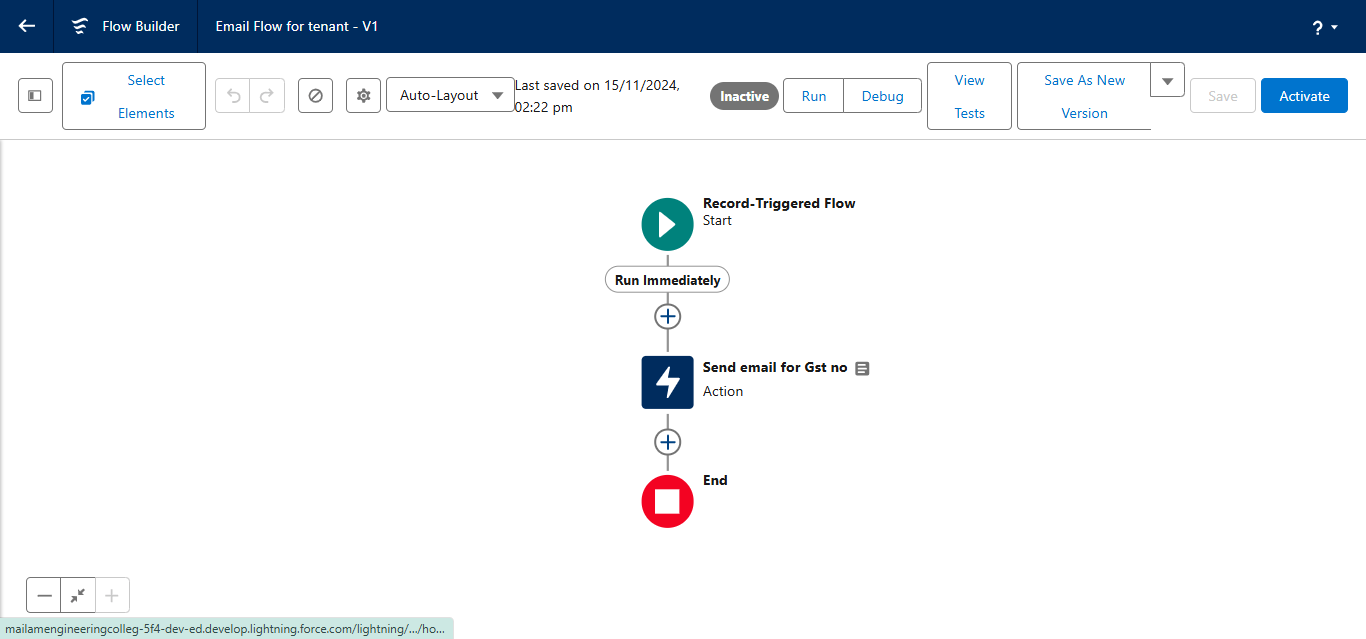 Flow Builder
Email Flow for tenant - V1
?
Select
Elements
Auto-Layout
Last saved on 15/11/2024,
02:22 pm
Inactive
Run
Debug
View
Tests
Save As New
Version
Save
Activate
Record-Triggered Flow
Start
Run Immediately
Send email for Gst no
Action
End
mailamengineeringcolleg-5f4-dev-ed.develop.lightning.force.com/lightning/.../ho...